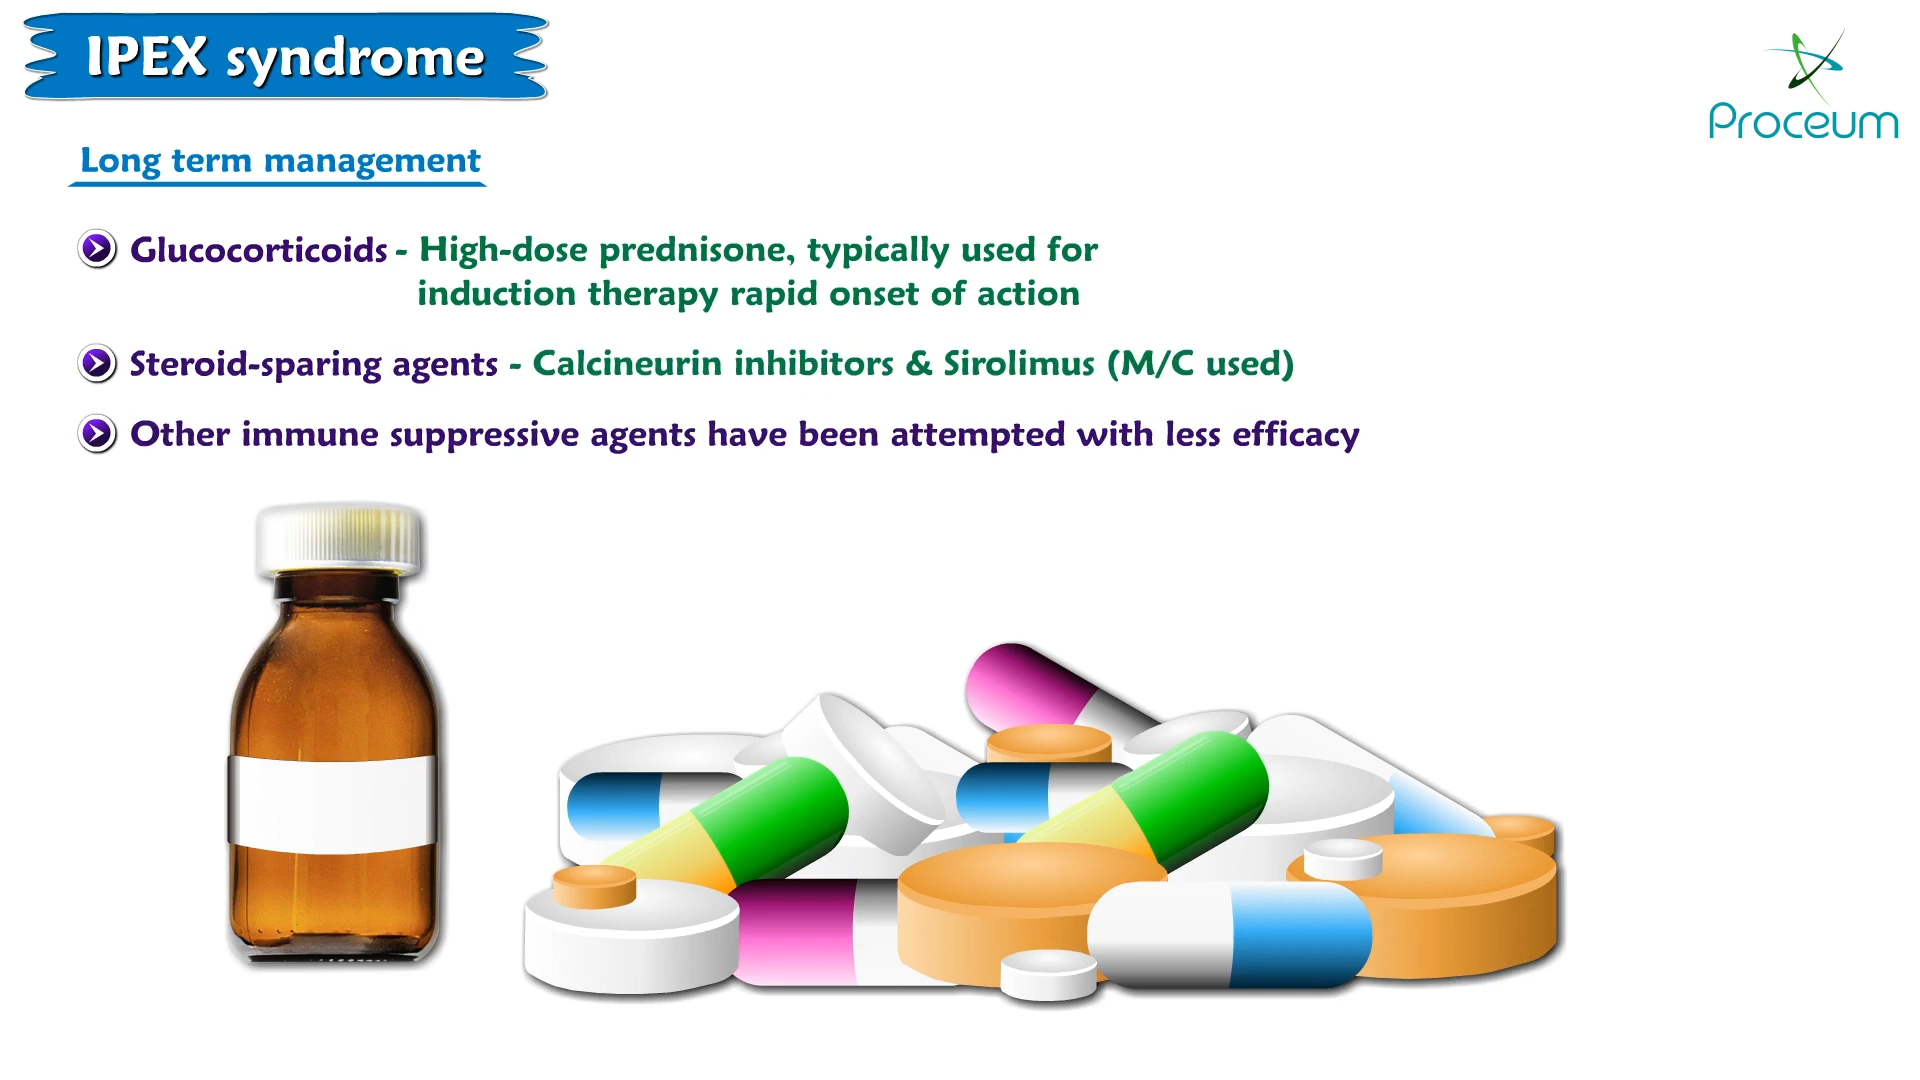 IPEX syndrome
Proceum
Long term management
Glucocorticoids - High-dose prednisone, typically used for
induction therapy rapid onset of action
Steroid-sparing agents - Calcineurin inhibitors & Sirolimus (M/C used)
Other immune suppressive agents have been attempted with less efficacy